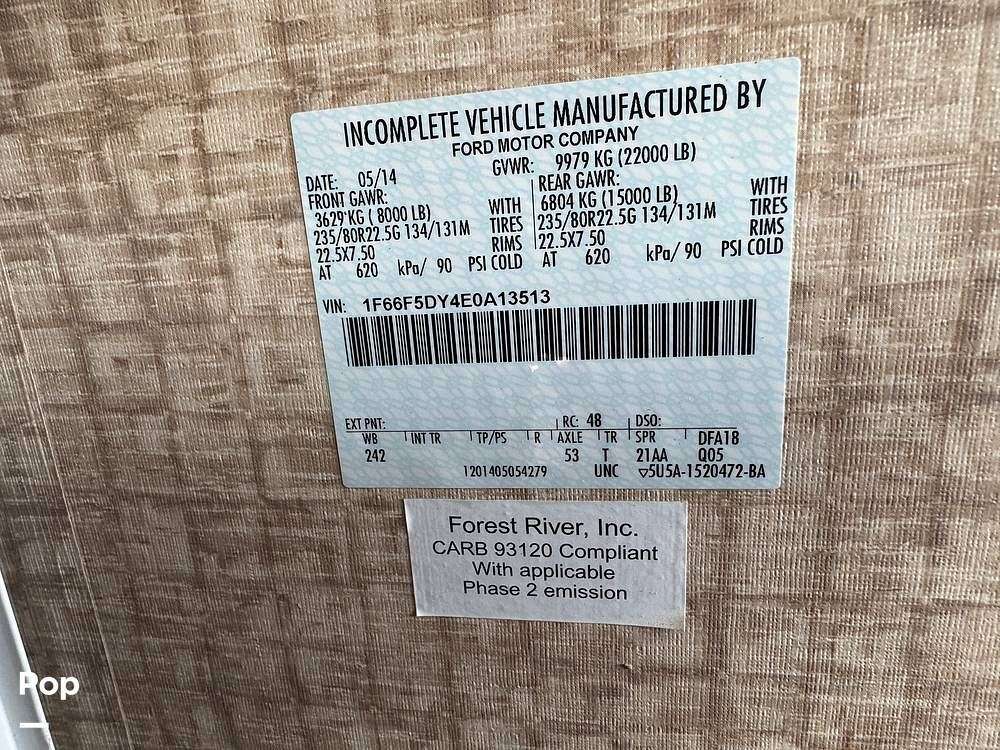 INCOMPLETE VEHICLE MANUFACTURED BY
FORD MOTOR COMPANY
DATE: 05/14 GVWR: 9979 KG (22000 LB)
FRONT GAWR: REAR GAWR:
3629 KG ( 8000 LB) WITH 6804 KG (15000 LB) WITH
235/80R22.5G 134/131M TIRES 235/80R22.5G 134/131M TIRES
22.5X7.50 RIMS 22.5X7.50 RIMS
AT 620 kPa/ 90 PSI COLD AT 620 kPa/ 90 PSI COLD
VIN: 1F66F5DY4E0A13513
EXT PNT: RC: 48 DSO:
WB INT TR TP/PS R AXLE TR SPR DFA18
242 53 T 21AA Q05
1201405054279 UNC ▽5U5A-1520472-BA
Forest River, Inc.
CARB 93120 Compliant
With applicable
Phase 2 emission
Pop